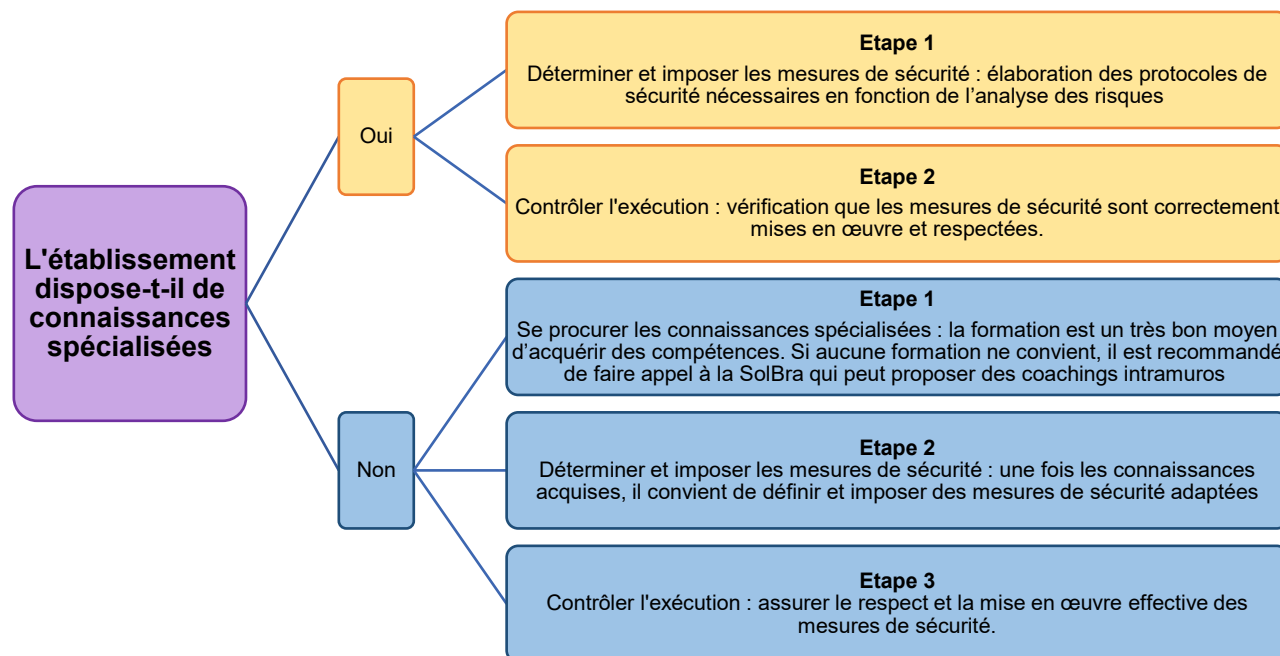 L'établissement
dispose-t-il de
connaissances
spécialisées
Oui
Etape 1
Déterminer et imposer les mesures de sécurité : élaboration des protocoles de
sécurité nécessaires en fonction de l’analyse des risques
Etape 2
Contrôler l'exécution : vérification que les mesures de sécurité sont correctement
mises en œuvre et respectées.
Non
Etape 1
Se procurer les connaissances spécialisées : la formation est un très bon moyen
d’acquérir des compétences. Si aucune formation ne convient, il est recommandé
de faire appel à la SolBra qui peut proposer des coachings intramuros
Etape 2
Déterminer et imposer les mesures de sécurité : une fois les connaissances
acquises, il convient de définir et imposer des mesures de sécurité adaptées
Etape 3
Contrôler l'exécution : assurer le respect et la mise en œuvre effective des
mesures de sécurité.